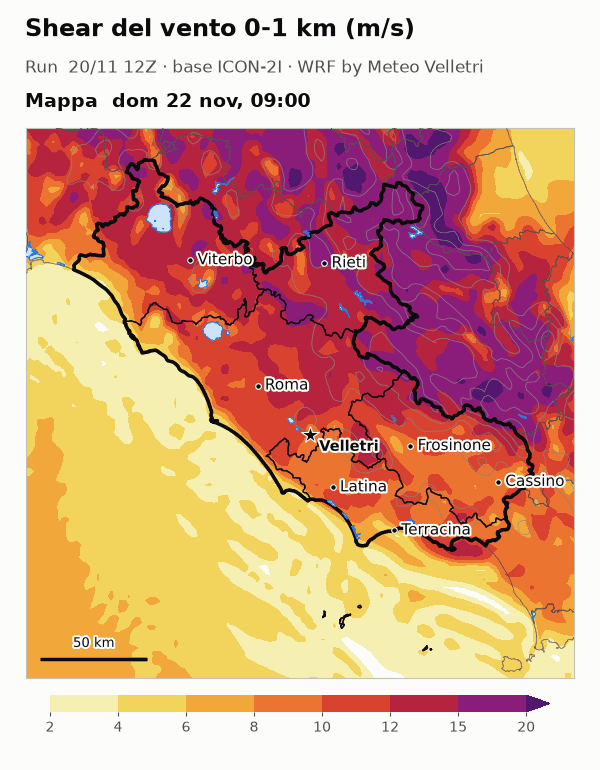 Shear del vento 0-1 km (m/s)
Run  20/11 12Z · base ICON-2I · WRF by Meteo Velletri
Mappa  dom 22 nov, 09:00
Viterbo
Rieti
Roma
Velletri
Frosinone
Latina
Cassino
Terracina
50 km
2 4 6 8 10 12 15 20